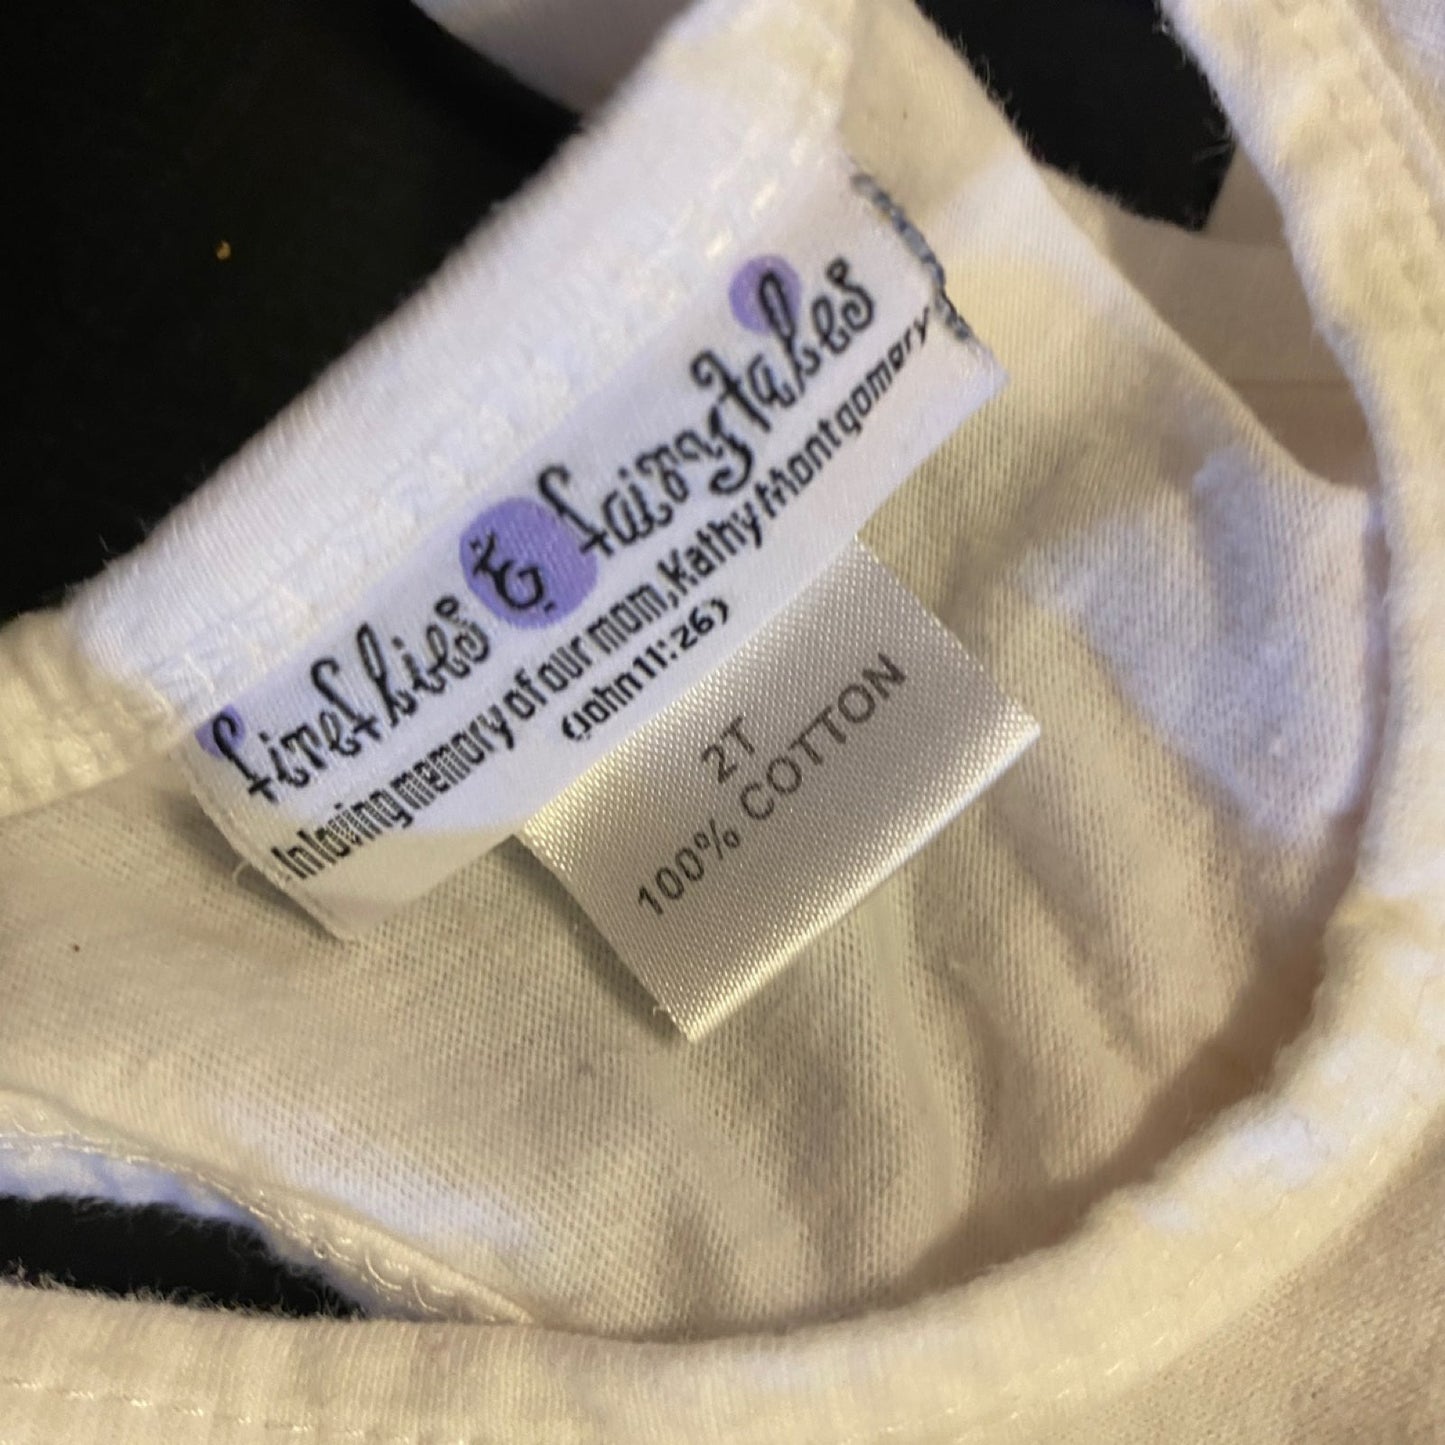 fireflies & fairytales
In loving memory of our mom, Kathy Montgomery
(John 11:26)
2T
100% COTTON